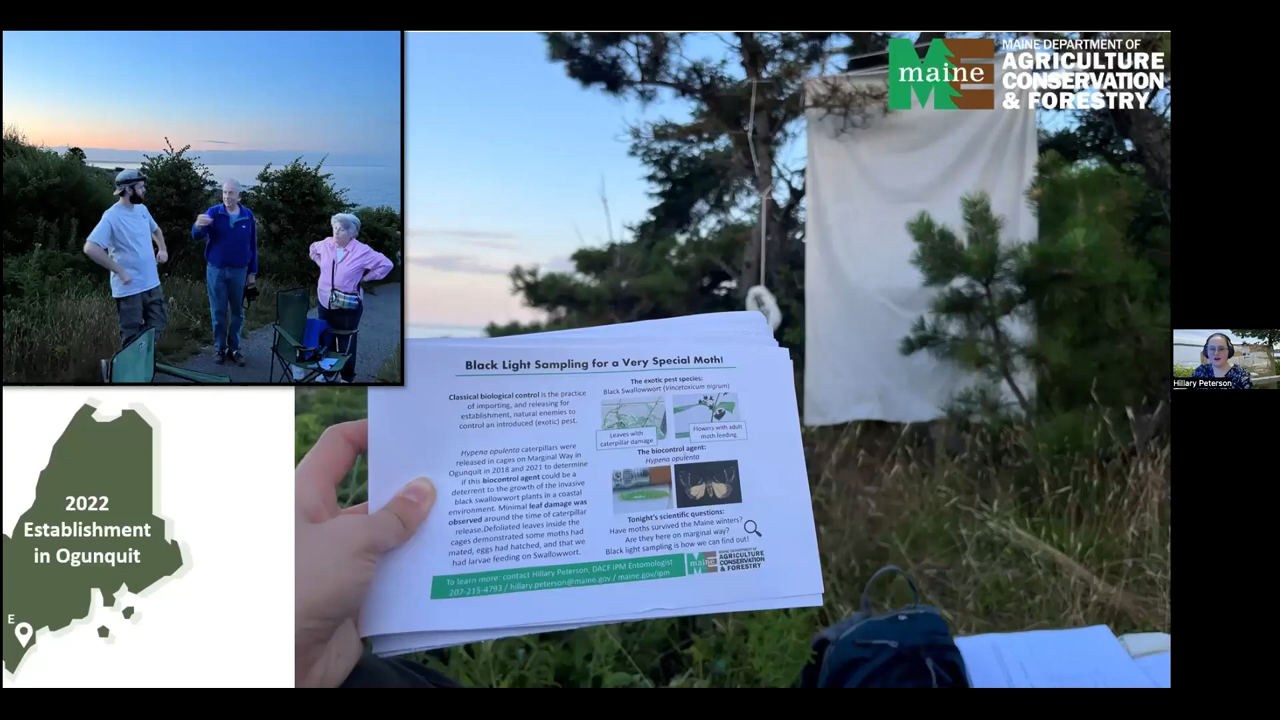 maine
MAINE DEPARTMENT OF
AGRICULTURE
CONSERVATION
& FORESTRY
Black Light Sampling for a Very Special Moth!
Classical biological control is the practice
of importing, and releasing for
establishment, natural enemies to
control an introduced (exotic) pest.
Hypena opulenta caterpillars were
released in cages on Marginal Way in
Ogunquit in 2018 and 2021 to determine
if this biocontrol agent could be a
deterrent to the growth of the invasive
black swallowwort plants in a coastal
environment. Minimal leaf damage was
observed around the time of caterpillar
release. Defoliated leaves inside the
cages demonstrated some moths had
mated, eggs had hatched, and that we
had larvae feeding on Swallowwort.
The exotic pest species:
Black Swallowwort (Vincetoxicum nigrum)
Leaves with
caterpillar damage
Flowers with adult
moth feeding
The biocontrol agent:
Hypena opulenta
Tonight's scientific questions:
Have moths survived the Maine winters?
Are they here on marginal way?
Black light sampling is how we can find out!
To learn more: contact Hillary Peterson, DACF IPM Entomologist
207-215-4793 / hillary.peterson@maine.gov / maine.gov/ipm
maine
MAINE DEPARTMENT OF
AGRICULTURE
CONSERVATION
& FORESTRY
2022
Establishment
in Ogunquit
E
Hillary Peterson